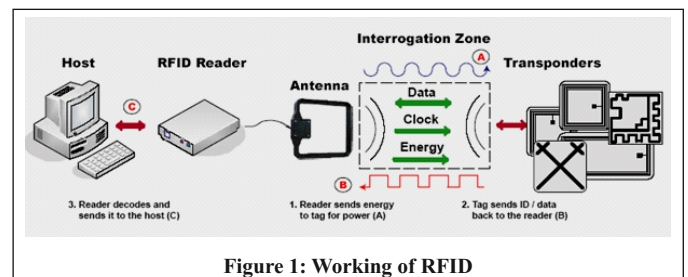 Interrogation Zone
Host
RFID Reader
Antenna
A
Transponders
C
Data
Clock
Energy
B
3. Reader decodes and
sends it to the host (C)
1. Reader sends energy
to tag for power (A)
2. Tag sends ID / data
back to the reader (B)
Figure 1: Working of RFID